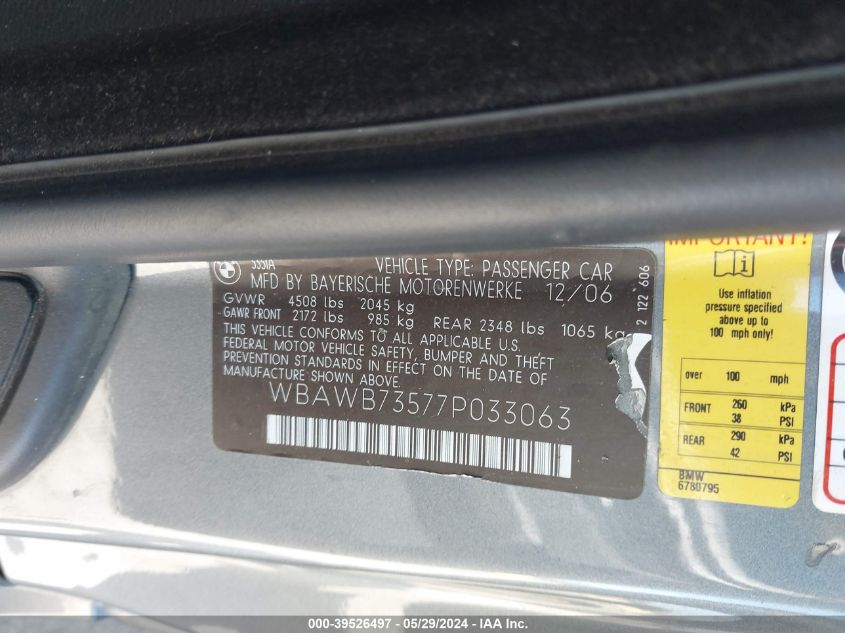 335IA VEHICLE TYPE: PASSENGER CAR
MFD BY BAYERISCHE MOTORENWERKE 12/06
GVWR 4508 lbs 2045 kg
GAWR FRONT 2172 lbs 985 kg REAR 2348 lbs 1065 kg
THIS VEHICLE CONFORMS TO ALL APPLICABLE U.S.
FEDERAL MOTOR VEHICLE SAFETY, BUMPER AND THEFT
PREVENTION STANDARDS IN EFFECT ON THE DATE OF
MANUFACTURE SHOWN ABOVE.
WBAWB73577P033063
2 122 606
IMPORTANT!
Use inflation
pressure specified
above up to
100 mph only!
over 100 mph
FRONT 260 kPa
38 PSI
REAR 290 kPa
42 PSI
BMW
6780795
000-39526497 - 05/29/2024 - IAA Inc.